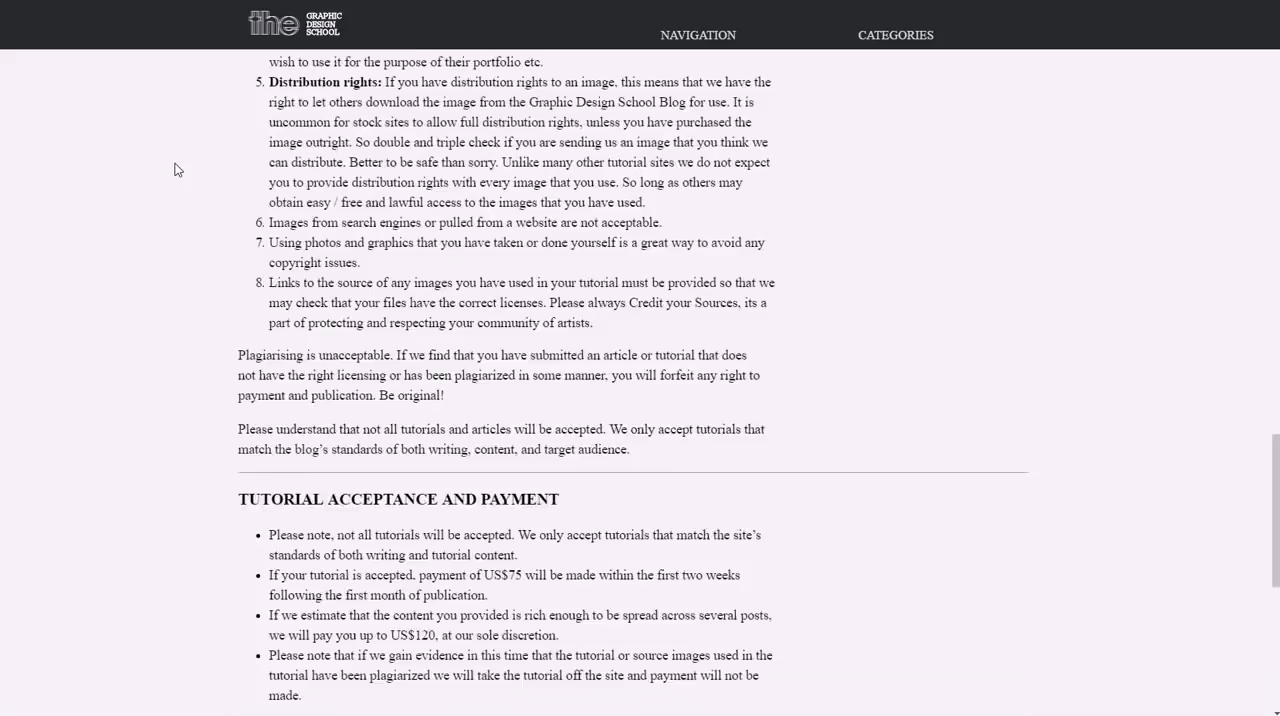 the GRAPHIC
DESIGN
SCHOOL
NAVIGATION
CATEGORIES
wish to use it for the purpose of their portfolio etc.
5. Distribution rights: If you have distribution rights to an image, this means that we have the
right to let others download the image from the Graphic Design School Blog for use. It is
uncommon for stock sites to allow full distribution rights, unless you have purchased the
image outright. So double and triple check if you are sending us an image that you think we
can distribute. Better to be safe than sorry. Unlike many other tutorial sites we do not expect
you to provide distribution rights with every image that you use. So long as others may
obtain easy / free and lawful access to the images that you have used.
6. Images from search engines or pulled from a website are not acceptable.
7. Using photos and graphics that you have taken or done yourself is a great way to avoid any
copyright issues.
8. Links to the source of any images you have used in your tutorial must be provided so that we
may check that your files have the correct licenses. Please always Credit your Sources, its a
part of protecting and respecting your community of artists.
Plagiarising is unacceptable. If we find that you have submitted an article or tutorial that does
not have the right licensing or has been plagiarized in some manner, you will forfeit any right to
payment and publication. Be original!
Please understand that not all tutorials and articles will be accepted. We only accept tutorials that
match the blog’s standards of both writing, content, and target audience.
TUTORIAL ACCEPTANCE AND PAYMENT
• Please note, not all tutorials will be accepted. We only accept tutorials that match the site’s
standards of both writing and tutorial content.
• If your tutorial is accepted, payment of US$75 will be made within the first two weeks
following the first month of publication.
• If we estimate that the content you provided is rich enough to be spread across several posts,
we will pay you up to US$120, at our sole discretion.
• Please note that if we gain evidence in this time that the tutorial or source images used in the
tutorial have been plagiarized we will take the tutorial off the site and payment will not be
made.